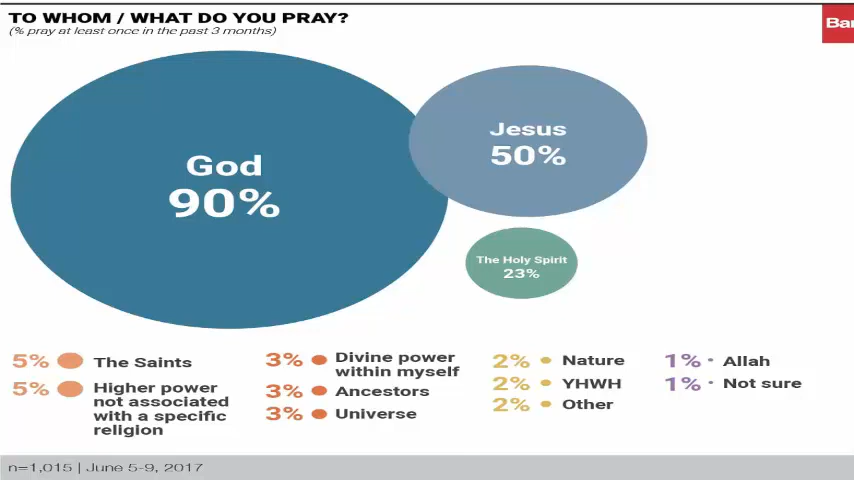 TO WHOM / WHAT DO YOU PRAY?
(% pray at least once in the past 3 months)
God
90%
Jesus
50%
The Holy Spirit
23%
5% The Saints
5% Higher power
not associated
with a specific
religion
3% Divine power
within myself
3% Ancestors
3% Universe
2% Nature
2% YHWH
2% Other
1% Allah
1% Not sure
n=1,015 | June 5-9, 2017